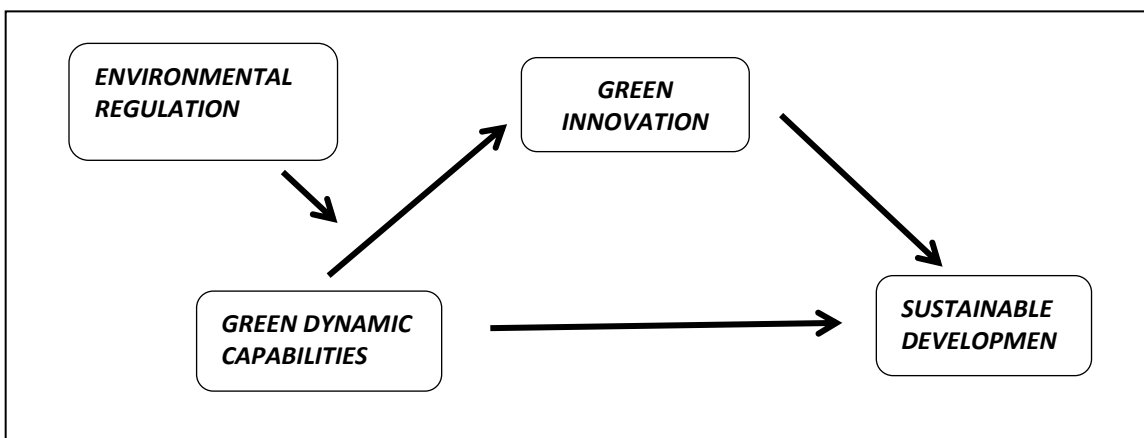 ENVIRONMENTAL
REGULATION
GREEN
INNOVATION
GREEN DYNAMIC
CAPABILITIES
SUSTAINABLE
DEVELOPMEN